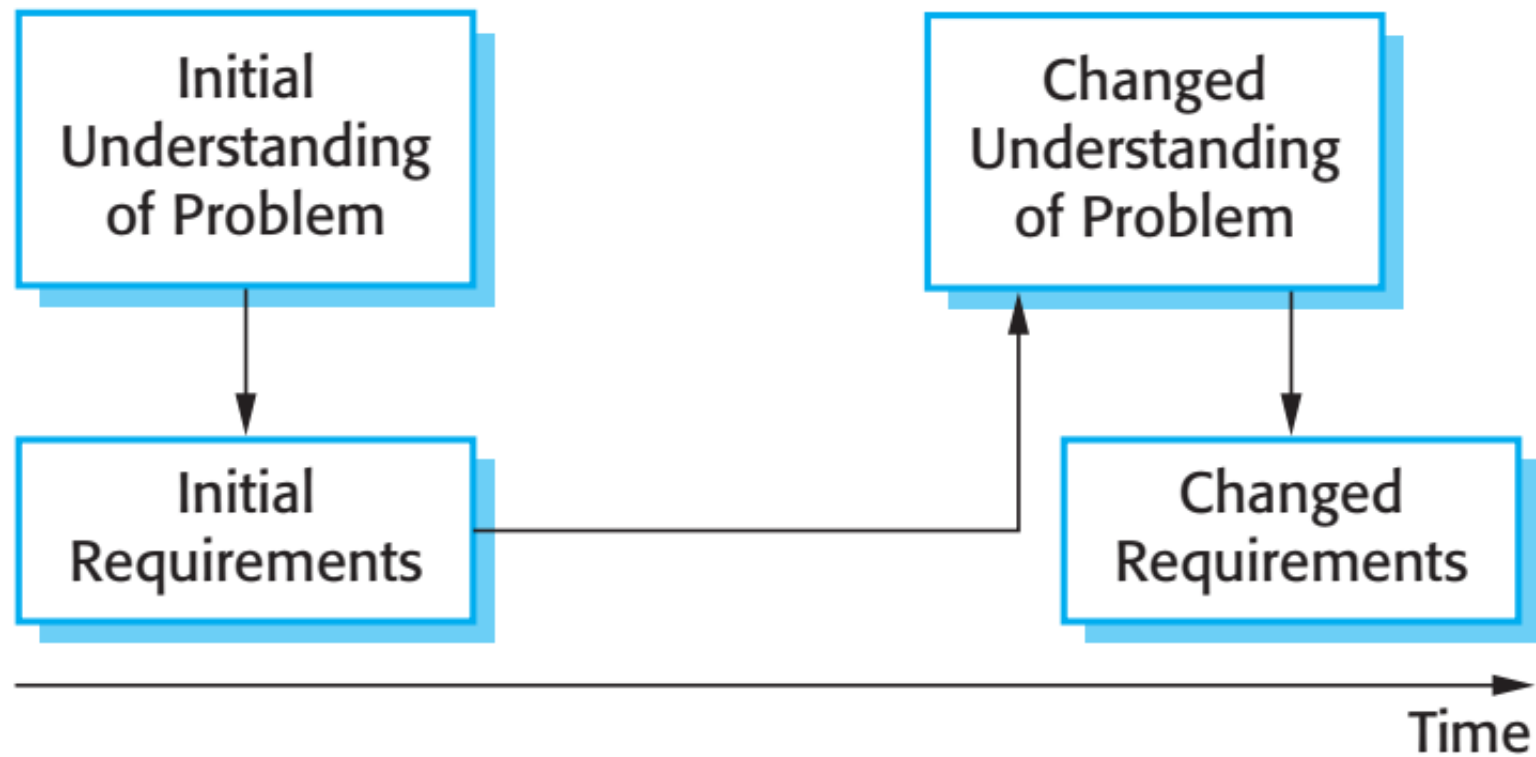 Initial
Understanding
of Problem
Changed
Understanding
of Problem
Initial
Requirements
Changed
Requirements
Time